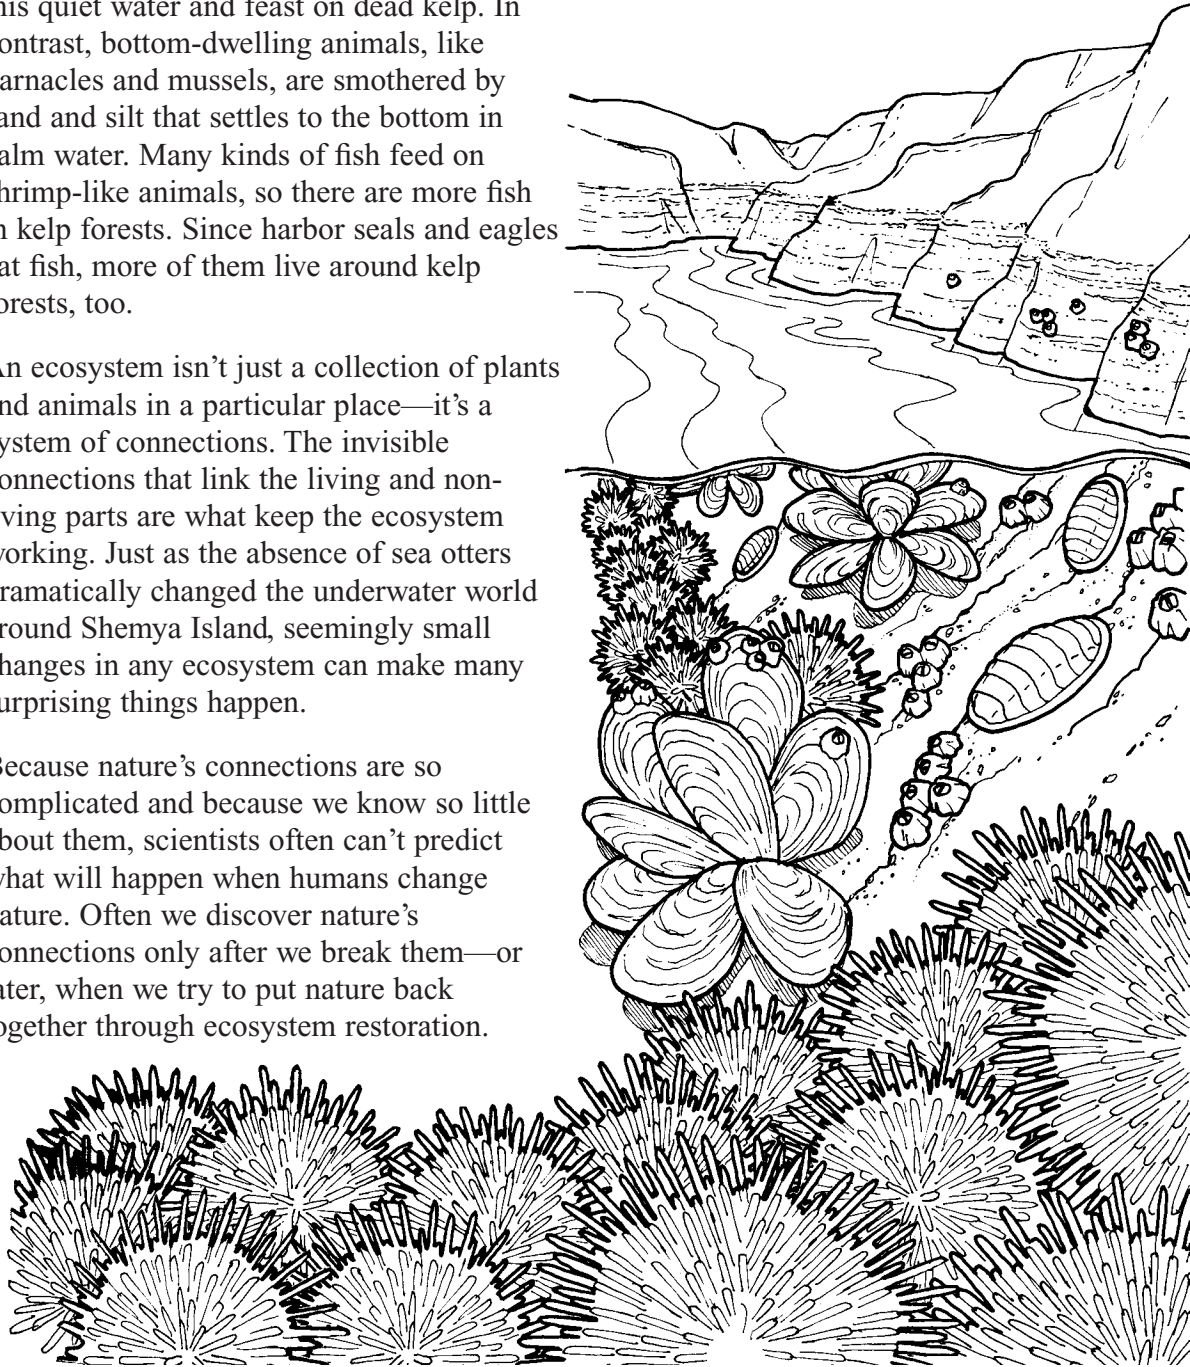 his quiet water and feast on dead kelp. In
ontrast, bottom-dwelling animals, like
arnacles and mussels, are smothered by
and and silt that settles to the bottom in
alm water. Many kinds of fish feed on
hrimp-like animals, so there are more fish
n kelp forests. Since harbor seals and eagles
at fish, more of them live around kelp
orests, too.
An ecosystem isn’t just a collection of plants
nd animals in a particular place—it’s a
ystem of connections. The invisible
onnections that link the living and non-
ving parts are what keep the ecosystem
working. Just as the absence of sea otters
ramatically changed the underwater world
round Shemya Island, seemingly small
hanges in any ecosystem can make many
urprising things happen.
Because nature’s connections are so
omplicated and because we know so little
bout them, scientists often can’t predict
what will happen when humans change
ature. Often we discover nature’s
onnections only after we break them—or
ater, when we try to put nature back
ogether through ecosystem restoration.